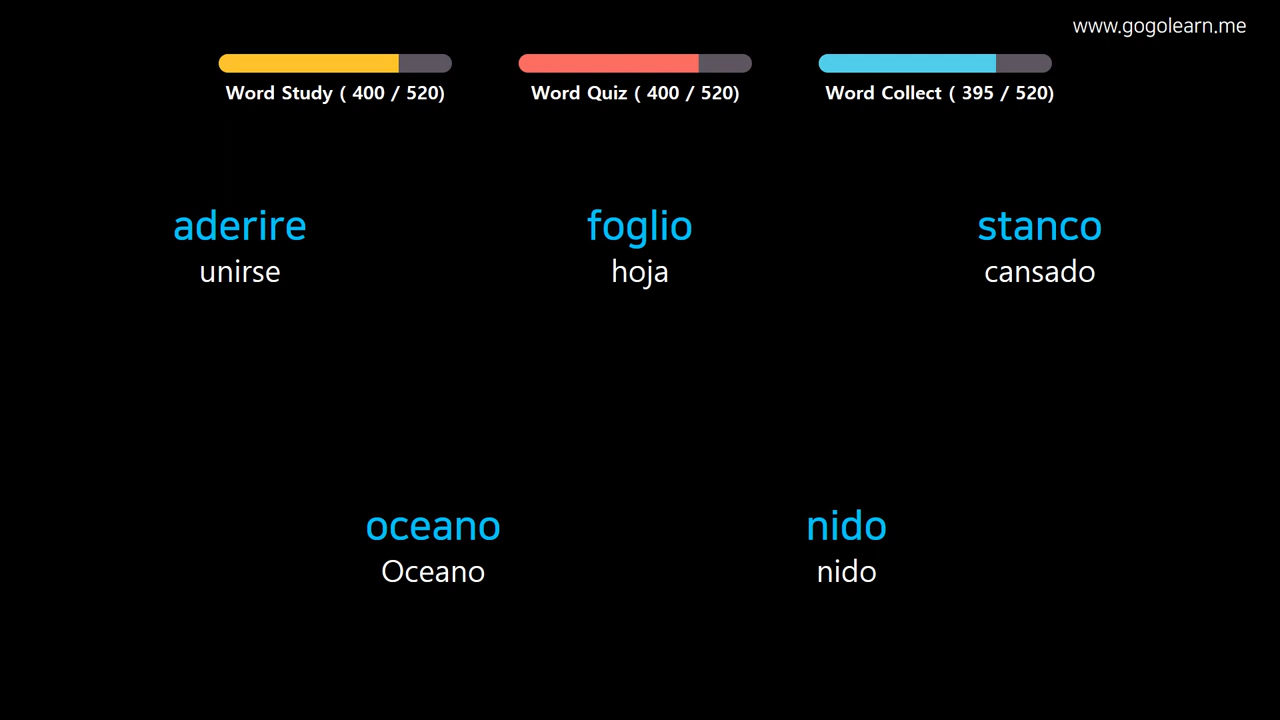 www.gogolearn.me
Word Study ( 400 / 520)
Word Quiz ( 400 / 520)
Word Collect ( 395 / 520)
aderire
unirse
foglio
hoja
stanco
cansado
oceano
Oceano
nido
nido